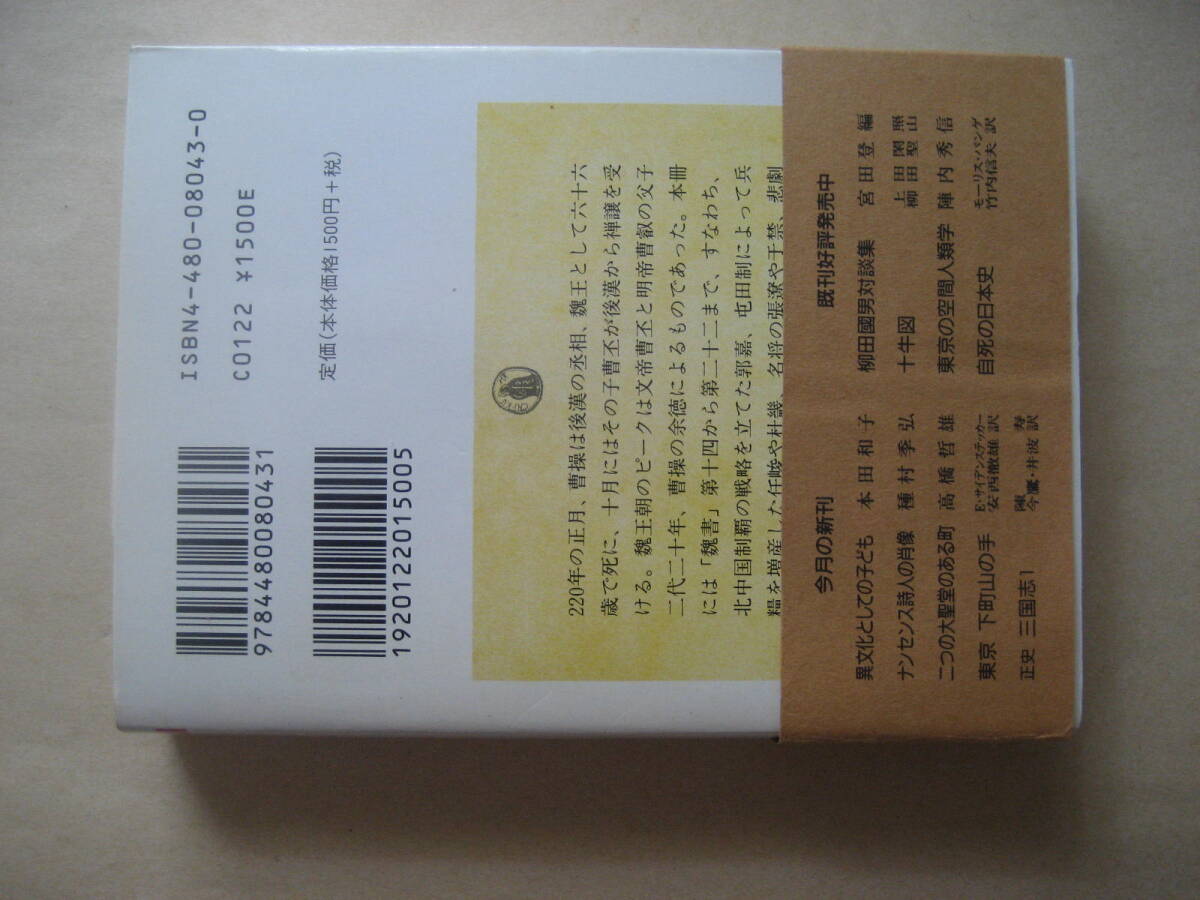 ISBN4-480-08043-0
C0122 ¥1500E
定価(本体価格1500円+税)
9784480080431
1920122015005
220年の正月、曹操は後漢の丞相、魏王として六十六
歳で死に、十月にはその子曹丕が後漢から禅譲を受
ける。魏王朝のピークは文帝曹丕と明帝曹叡の父子
二代二十年、曹操の余徳によるものであった。本冊
には「魏書」第十四から第二十二まで、すなわち、
北中国制覇の戦略を立てた郭嘉、屯田制によって兵
糧を増産した任峻や杜畿、名将の張遼や于禁、悲劇
今月の新刊
異文化としての子ども 本田和子
ナンセンス詩人の肖像 種村季弘
二つの大聖堂のある町 高橋哲雄
東京 下町山の手 E・サイデンステッカー 安西徹雄訳
正史 三国志1 陳 寿 今鷹・井波訳
既刊好評発売中
柳田國男対談集 宮田登編
十牛図 上田閑照 柳田聖山
東京の空間人類学 陣内秀信
自死の日本史 モーリス・パンゲ 竹内信夫訳